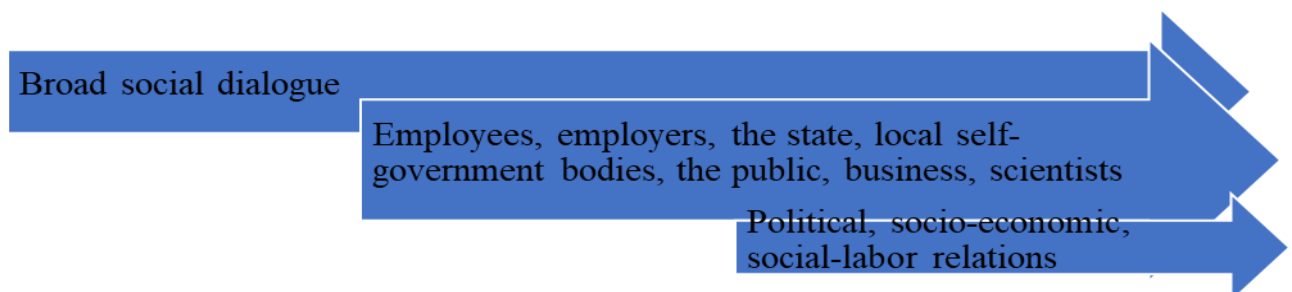 Broad social dialogue
Employees, employers, the state, local self-
government bodies, the public, business, scientists
Political, socio-economic,
social-labor relations